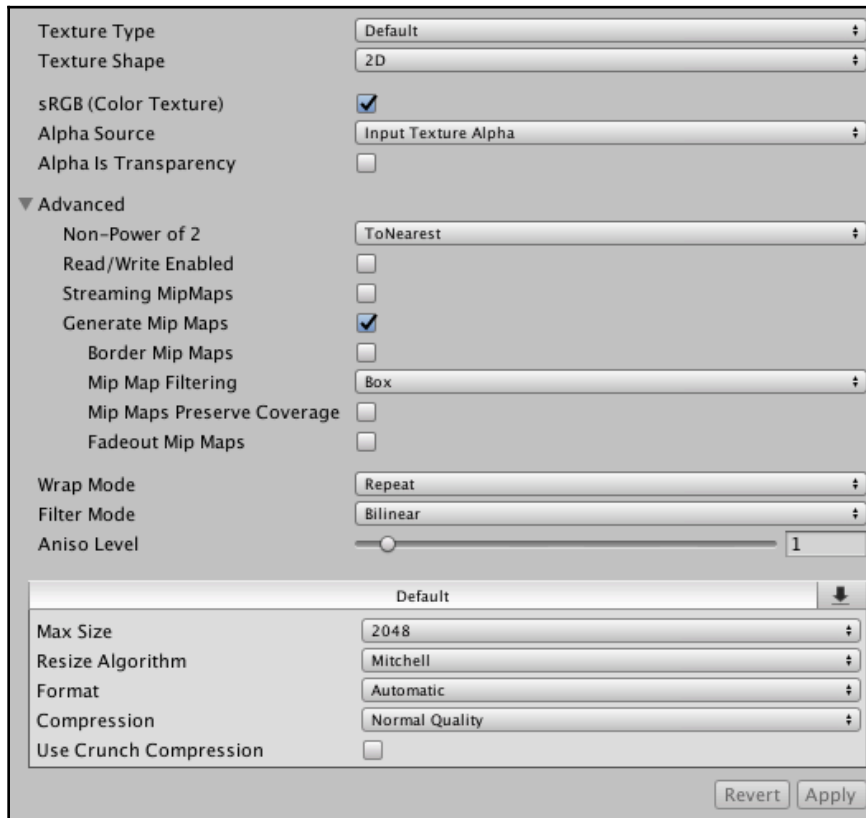 Texture Type Default
Texture Shape 2D
sRGB (Color Texture)
Alpha Source Input Texture Alpha
Alpha Is Transparency
Advanced
Non-Power of 2 ToNearest
Read/Write Enabled
Streaming MipMaps
Generate Mip Maps
Border Mip Maps
Mip Map Filtering Box
Mip Maps Preserve Coverage
Fadeout Mip Maps
Wrap Mode Repeat
Filter Mode Bilinear
Aniso Level 1
Default
Max Size 2048
Resize Algorithm Mitchell
Format Automatic
Compression Normal Quality
Use Crunch Compression
Revert Apply